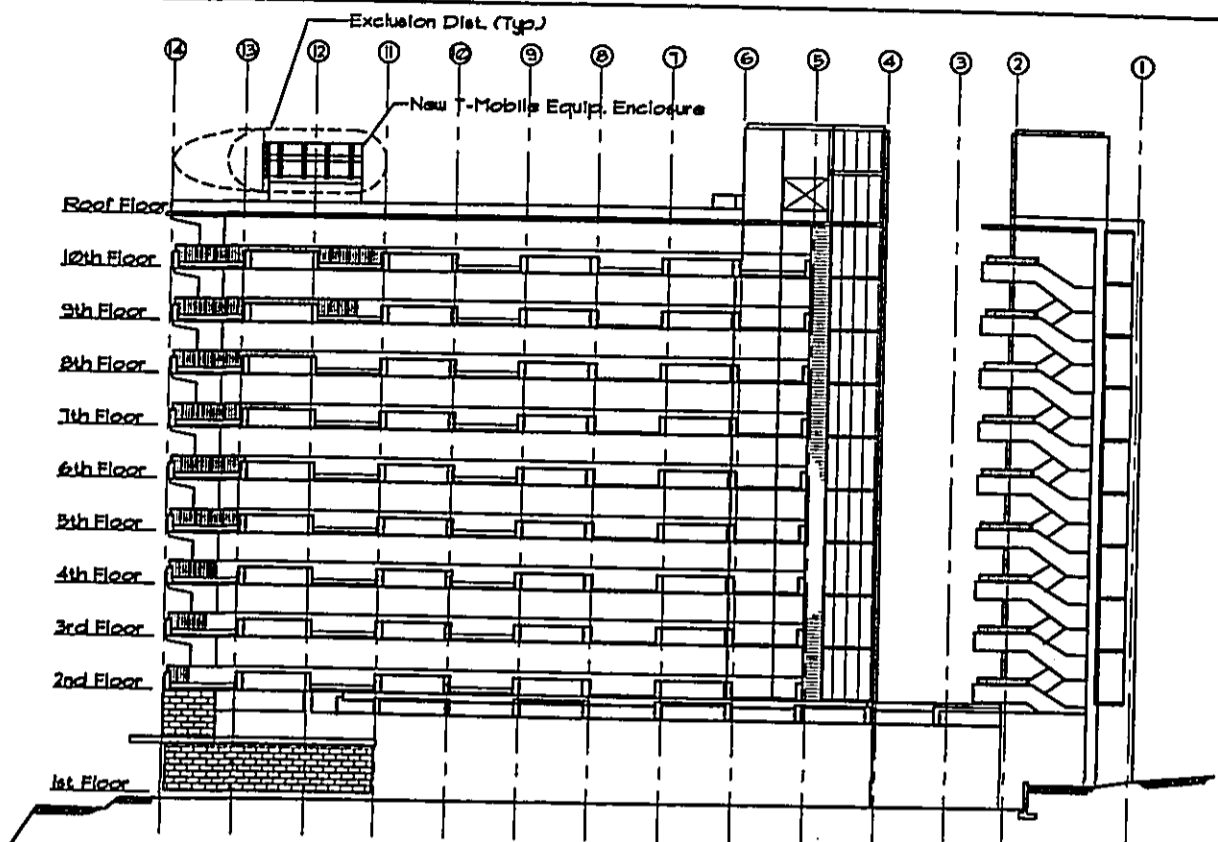 Exclusion Dist. (Typ.)
14 13 12 11 10 9 8 7 6 5 4 3 2 1
New T-Mobile Equip. Enclosure
Roof Floor
10th Floor
9th Floor
8th Floor
7th Floor
6th Floor
5th Floor
4th Floor
3rd Floor
2nd Floor
1st Floor